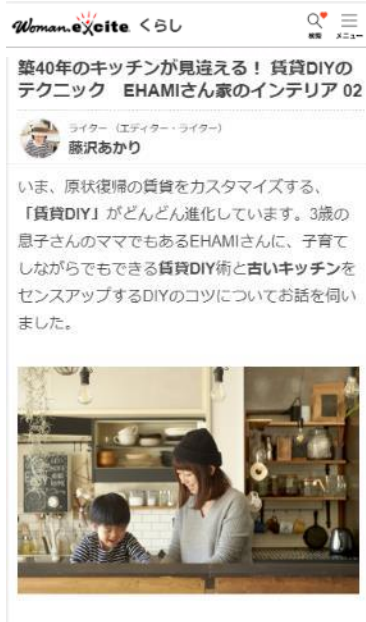 Woman.excite くらし
検索 メニュー
築40年のキッチンが見違える！ 賃貸DIYの
テクニック　EHAMIさん家のインテリア 02
ライター （エディター・ライター）
藤沢あかり
いま、原状復帰の賃貸をカスタマイズする、
「賃貸DIY」がどんどん進化しています。3歳の
息子さんのママでもあるEHAMIさんに、子育て
しながらでもできる賃貸DIY術と古いキッチンを
センスアップするDIYのコツについてお話を伺い
ました。